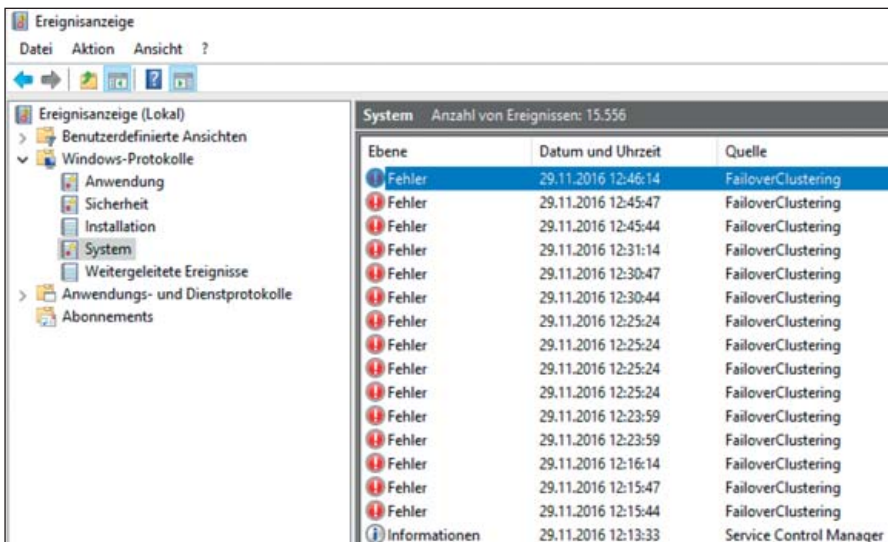 Ereignisanzeige
Datei Aktion Ansicht ?
Ereignisanzeige (Lokal)
Benutzerdefinierte Ansichten
Windows-Protokolle
Anwendung
Sicherheit
Installation
System
Weitergeleitete Ereignisse
Anwendungs- und Dienstprotokolle
Abonnements
System Anzahl von Ereignissen: 15.556
Ebene Datum und Uhrzeit Quelle
Fehler 29.11.2016 12:46:14 FailoverClustering
Fehler 29.11.2016 12:45:47 FailoverClustering
Fehler 29.11.2016 12:45:44 FailoverClustering
Fehler 29.11.2016 12:31:14 FailoverClustering
Fehler 29.11.2016 12:30:47 FailoverClustering
Fehler 29.11.2016 12:30:44 FailoverClustering
Fehler 29.11.2016 12:25:24 FailoverClustering
Fehler 29.11.2016 12:25:24 FailoverClustering
Fehler 29.11.2016 12:25:24 FailoverClustering
Fehler 29.11.2016 12:25:24 FailoverClustering
Fehler 29.11.2016 12:23:59 FailoverClustering
Fehler 29.11.2016 12:23:59 FailoverClustering
Fehler 29.11.2016 12:16:14 FailoverClustering
Fehler 29.11.2016 12:15:47 FailoverClustering
Fehler 29.11.2016 12:15:44 FailoverClustering
Informationen 29.11.2016 12:13:33 Service Control Manager